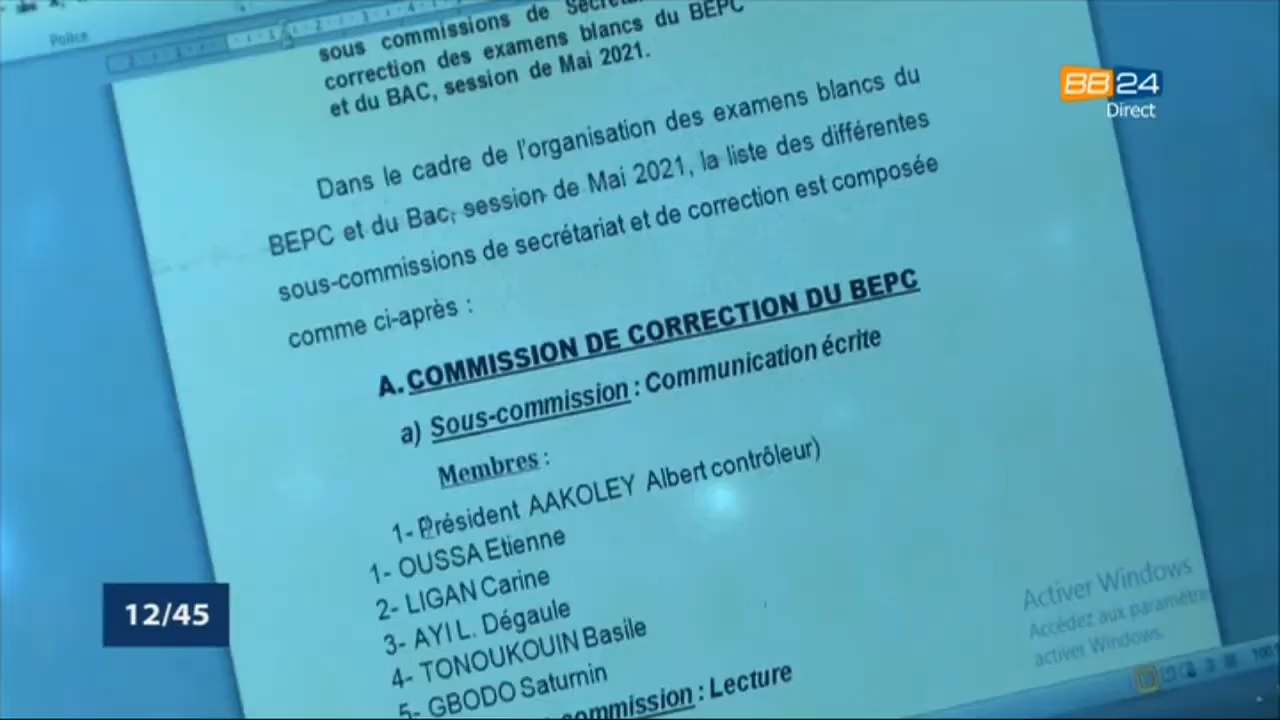 Police
sous commissions de
correction des examens blancs du BEPC
et du BAC, session de Mai 2021.
BB24
Direct
Dans le cadre de l'organisation des examens blancs du
BEPC et du Bac, session de Mai 2021, la liste des différentes
sous-commissions de secrétariat et de correction est composée
comme ci-après :
A. COMMISSION DE CORRECTION DU BEPC
a) Sous-commission : Communication écrite
Membres :
1- Président AAKOLEY Albert contrôleur)
1- OUSSA Etienne
2- LIGAN Carine
3- AYI L. Dégaule
4- TONOUKOUIN Basile
5- GBODO Saturnin
ommission : Lecture
12/45
Activer Windows
Accédez aux paramètre
activer Windows.